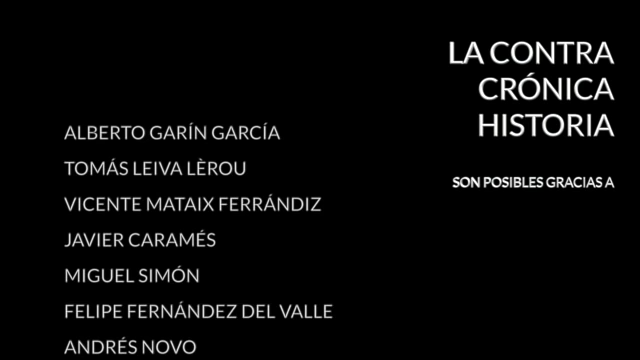 LA CONTRA
CRÓNICA
HISTORIA
SON POSIBLES GRACIAS A
ALBERTO GARÍN GARCÍA
TOMÁS LEIVA LÈROU
VICENTE MATAIX FERRÁNDIZ
JAVIER CARAMÉS
MIGUEL SIMÓN
FELIPE FERNÁNDEZ DEL VALLE
ANDRÉS NOVO